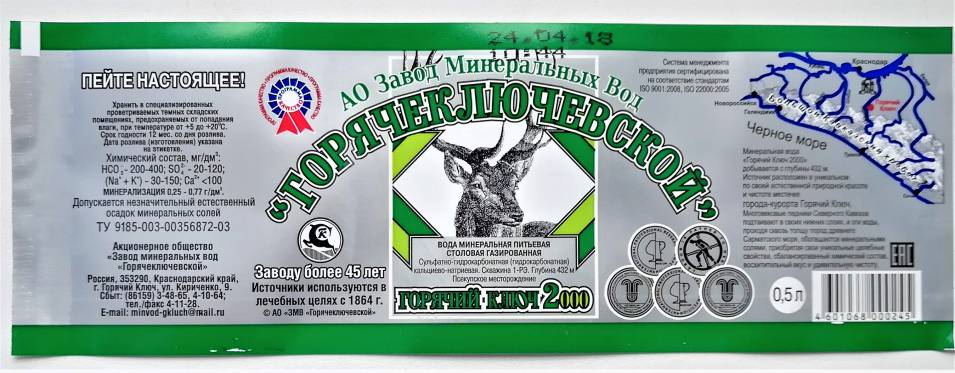 24.04.18
10:44
ПЕЙТЕ НАСТОЯЩЕЕ!
Хранить в специализированных
проветриваемых темных складских
помещениях, предохраняемых от попадания
влаги, при температуре от +5 до +20°С.
Срок годности 12 мес. со дня розлива.
Дата розлива (изготовления) указана
на этикетке.
Химический состав, мг/дм³:
HCO₃⁻ - 200-400; SO₄²⁻ - 20-120;
(Na⁺ + K⁺) - 30-150; Ca²⁺ <100
МИНЕРАЛИЗАЦИЯ 0,25 - 0,77 г/дм³.
Допускается незначительный естественный
осадок минеральных солей
ТУ 9185-003-00356872-03
Акционерное общество
«Завод минеральных вод
«Горячеключевской»
Россия, 353290, Краснодарский край,
г. Горячий Ключ, ул. Кириченко, 9.
Сбыт: (86159) 3-48-65, 4-10-64;
тел./факс 4-11-28.
E-mail: minvod-gkluch@mail.ru
Заводу более 45 лет
Источники используются в
лечебных целях с 1864 г.
© АО «ЗМВ «Горячеключевской»
АО Завод Минеральных Вод
"ГОРЯЧЕКЛЮЧЕВСКОЙ"
ВОДА МИНЕРАЛЬНАЯ ПИТЬЕВАЯ
СТОЛОВАЯ ГАЗИРОВАННАЯ
Сульфатно-гидрокарбонатная (гидрокарбонатная)
кальциево-натриевая. Скважина 1-РЭ. Глубина 432 м
Псекупское месторождение
ГОРЯЧИЙ КЛЮЧ 2000
Система менеджмента
предприятия сертифицирована
на соответствие стандартам
ISO 9001:2008, ISO 22000:2005
Краснодар
Новороссийск
Горячий
Ключ
Черное море
Минеральная вода
«Горячий Ключ 2000»
добывается с глубины 432 м.
Источник расположен в уникальном
по своей естественной природной красоте
и чистоте местечке
города-курорта Горячий Ключ.
Многовековые ледники Северного Кавказа
подтаивают в своих нижних слоях, и эти воды,
проходя сквозь толщу пород древнего
Сарматского моря, обогащаются минеральными
солями, приобретая свои уникальные целебные
свойства, сбалансированный химический состав,
восхитительный вкус и удивительную чистоту.
EAC
0,5 л
4 601068 000245